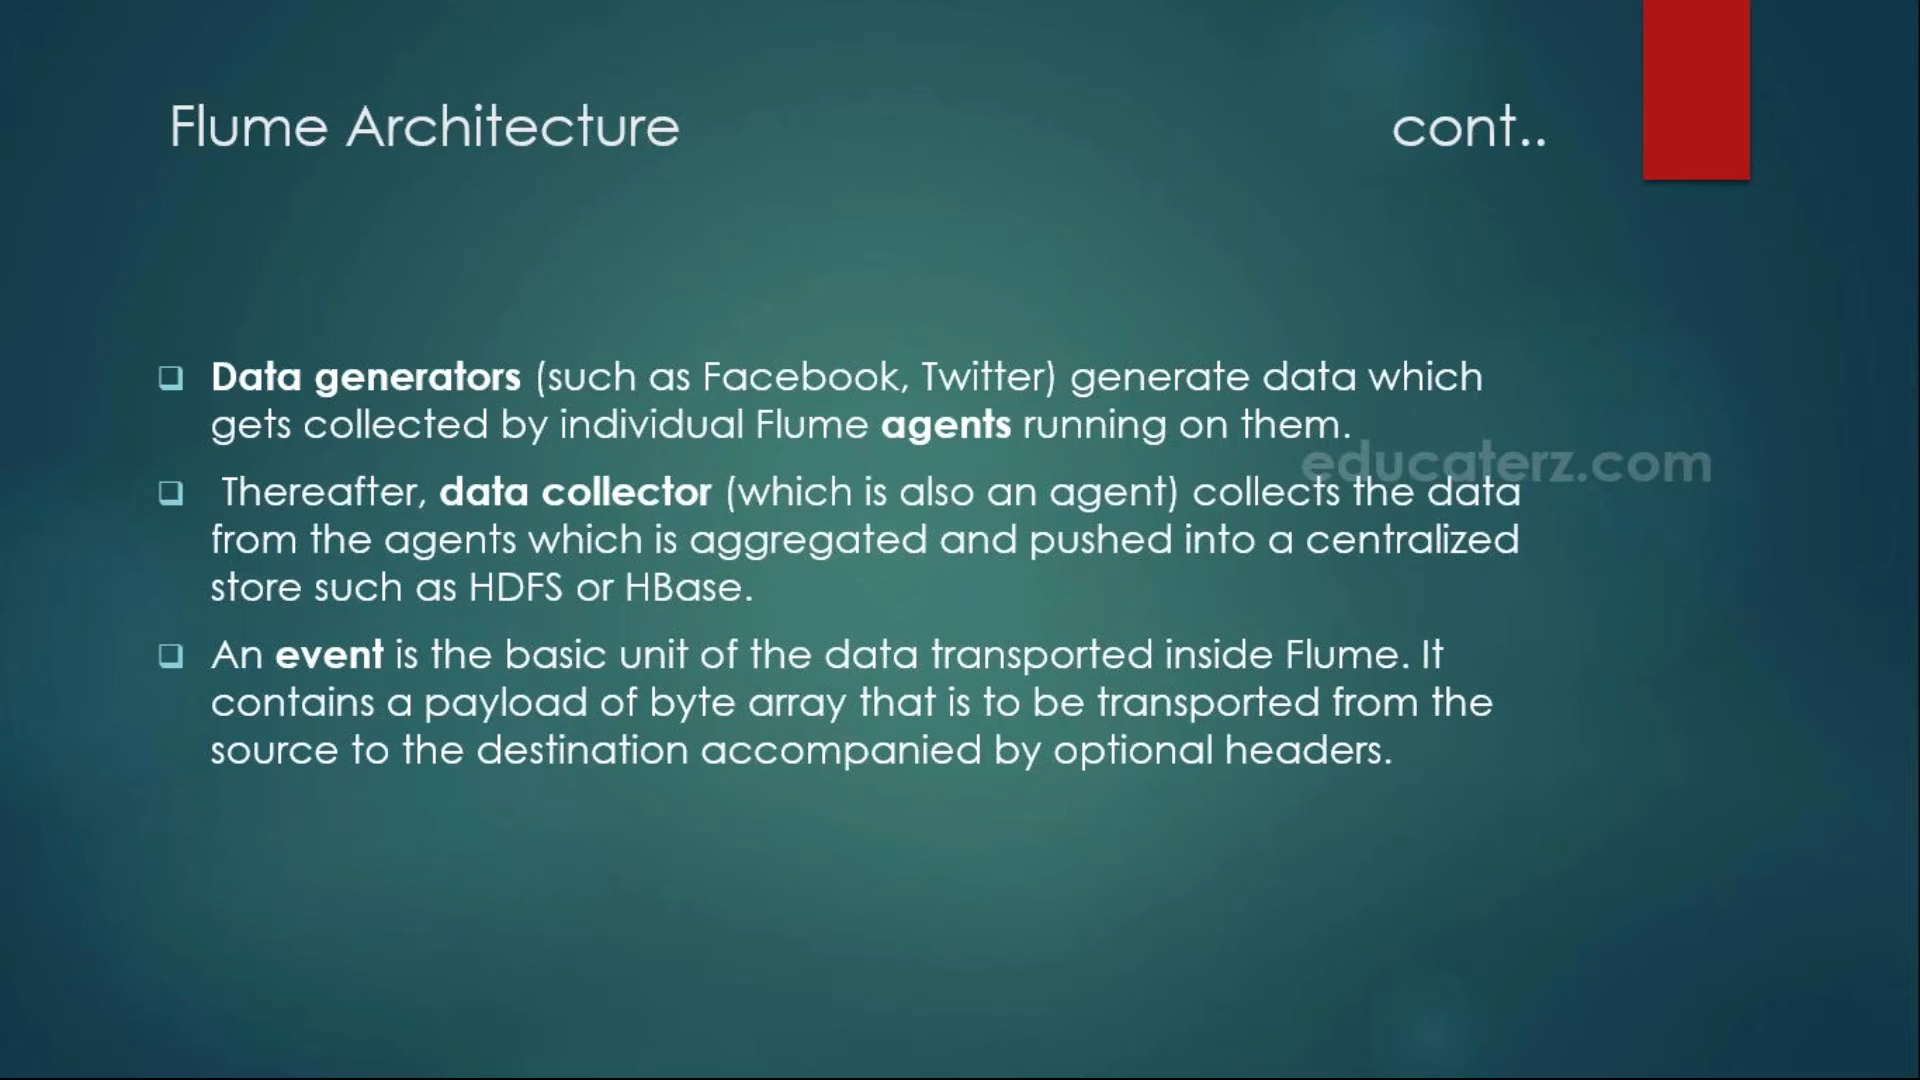 Flume Architecture cont..
Data generators (such as Facebook, Twitter) generate data which
gets collected by individual Flume agents running on them.
educaterz.com
Thereafter, data collector (which is also an agent) collects the data
from the agents which is aggregated and pushed into a centralized
store such as HDFS or HBase.
An event is the basic unit of the data transported inside Flume. It
contains a payload of byte array that is to be transported from the
source to the destination accompanied by optional headers.